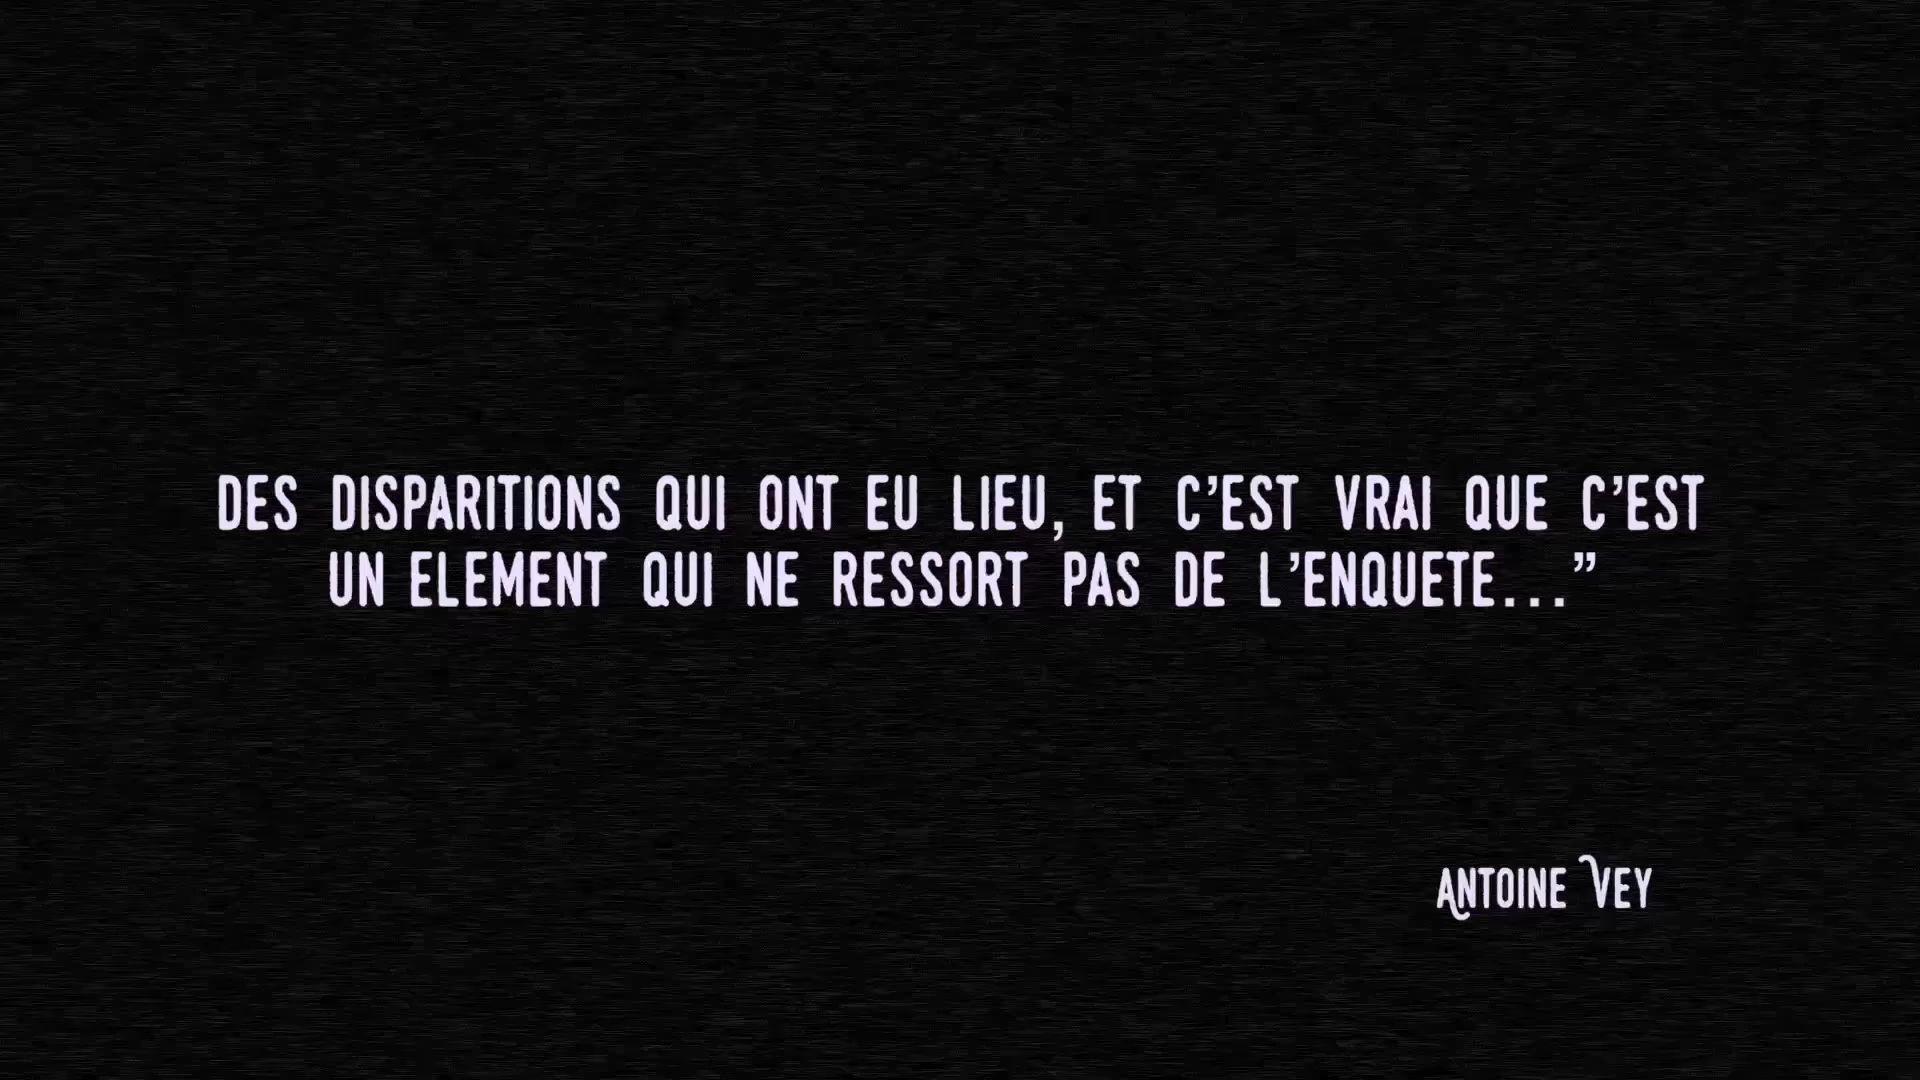 DES DISPARITIONS QUI ONT EU LIEU, ET C’EST VRAI QUE C’EST
UN ELEMENT QUI NE RESSORT PAS DE L’ENQUETE...”
ANTOINE VEY